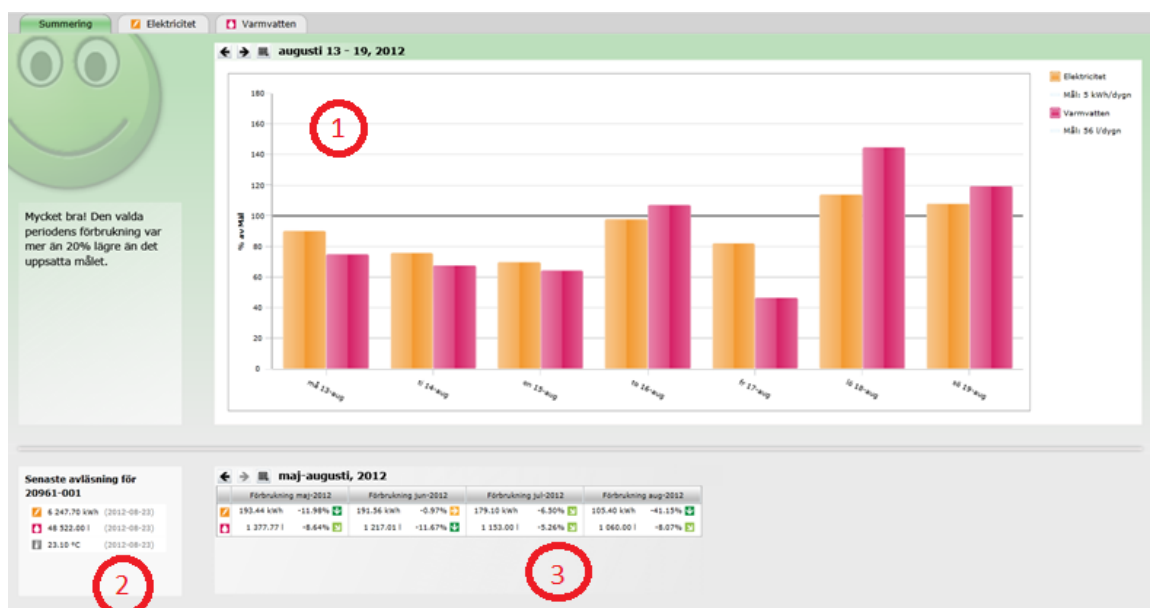 Summering
Elektricitet
Varmvatten
augusti 13 - 19, 2012
Mycket bra! Den valda
periodens förbrukning var
mer än 20% lägre än det
uppsatta målet.
% av Mål
180
160
140
120
100
80
60
40
20
0
må 13-aug
ti 14-aug
on 15-aug
to 16-aug
fr 17-aug
lö 18-aug
sö 19-aug
Elektricitet
Mål: 5 kWh/dygn
Varmvatten
Mål: 56 l/dygn
1
Senaste avläsning för
20961-001
6 247.70 kWh (2012-08-23)
48 522.00 l (2012-08-23)
23.10 °C (2012-08-23)
2
maj-augusti, 2012
Förbrukning maj-2012 Förbrukning jun-2012 Förbrukning jul-2012 Förbrukning aug-2012
193.44 kWh -11.98% 191.56 kWh -0.97% 179.10 kWh -6.50% 105.40 kWh -41.15%
1 377.77 l -8.64% 1 217.01 l -11.67% 1 153.00 l -5.26% 1 060.00 l -8.07%
3